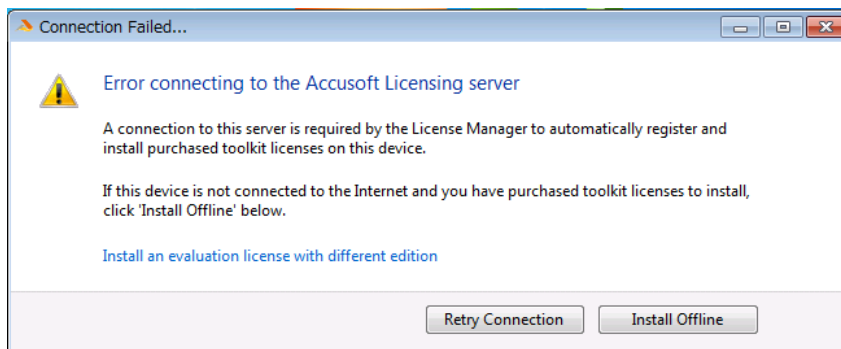 Connection Failed...
Error connecting to the Accusoft Licensing server
A connection to this server is required by the License Manager to automatically register and
install purchased toolkit licenses on this device.
If this device is not connected to the Internet and you have purchased toolkit licenses to install,
click 'Install Offline' below.
Install an evaluation license with different edition
Retry Connection
Install Offline